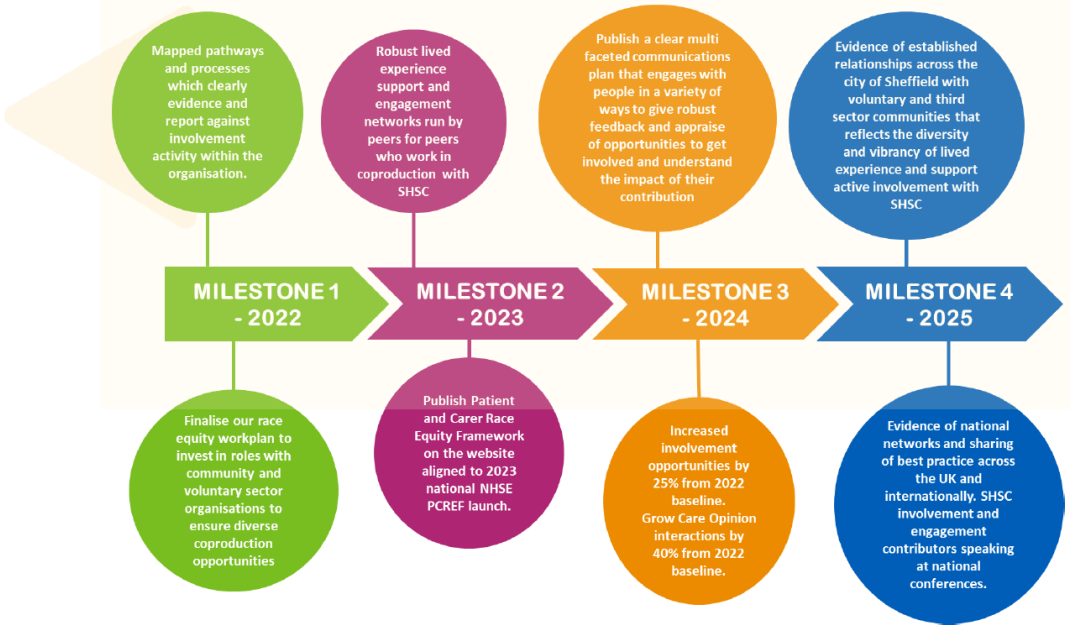 Mapped pathways
and processes
which clearly
evidence and
report against
involvement
activity within the
organisation.
Robust lived
experience
support and
engagement
networks run by
peers for peers
who work in
coproduction with
SHSC
Publish a clear multi
faceted communications
plan that engages with
people in a variety of
ways to give robust
feedback and appraise
of opportunities to get
involved and understand
the impact of their
contribution
Evidence of established
relationships across the
city of Sheffield with
voluntary and third
sector communities that
reflects the diversity
and vibrancy of lived
experience and support
active involvement with
SHSC
MILESTONE 1
- 2022
MILESTONE 2
- 2023
MILESTONE 3
- 2024
MILESTONE 4
- 2025
Finalise our race
equity workplan to
invest in roles with
community and
voluntary sector
organisations to
ensure diverse
coproduction
opportunities
Publish Patient
and Carer Race
Equity Framework
on the website
aligned to 2023
national NHSE
PCREF launch.
Increased
involvement
opportunities by
25% from 2022
baseline.
Grow Care Opinion
interactions by
40% from 2022
baseline.
Evidence of national
networks and sharing
of best practice across
the UK and
internationally. SHSC
involvement and
engagement
contributors speaking
at national
conferences.